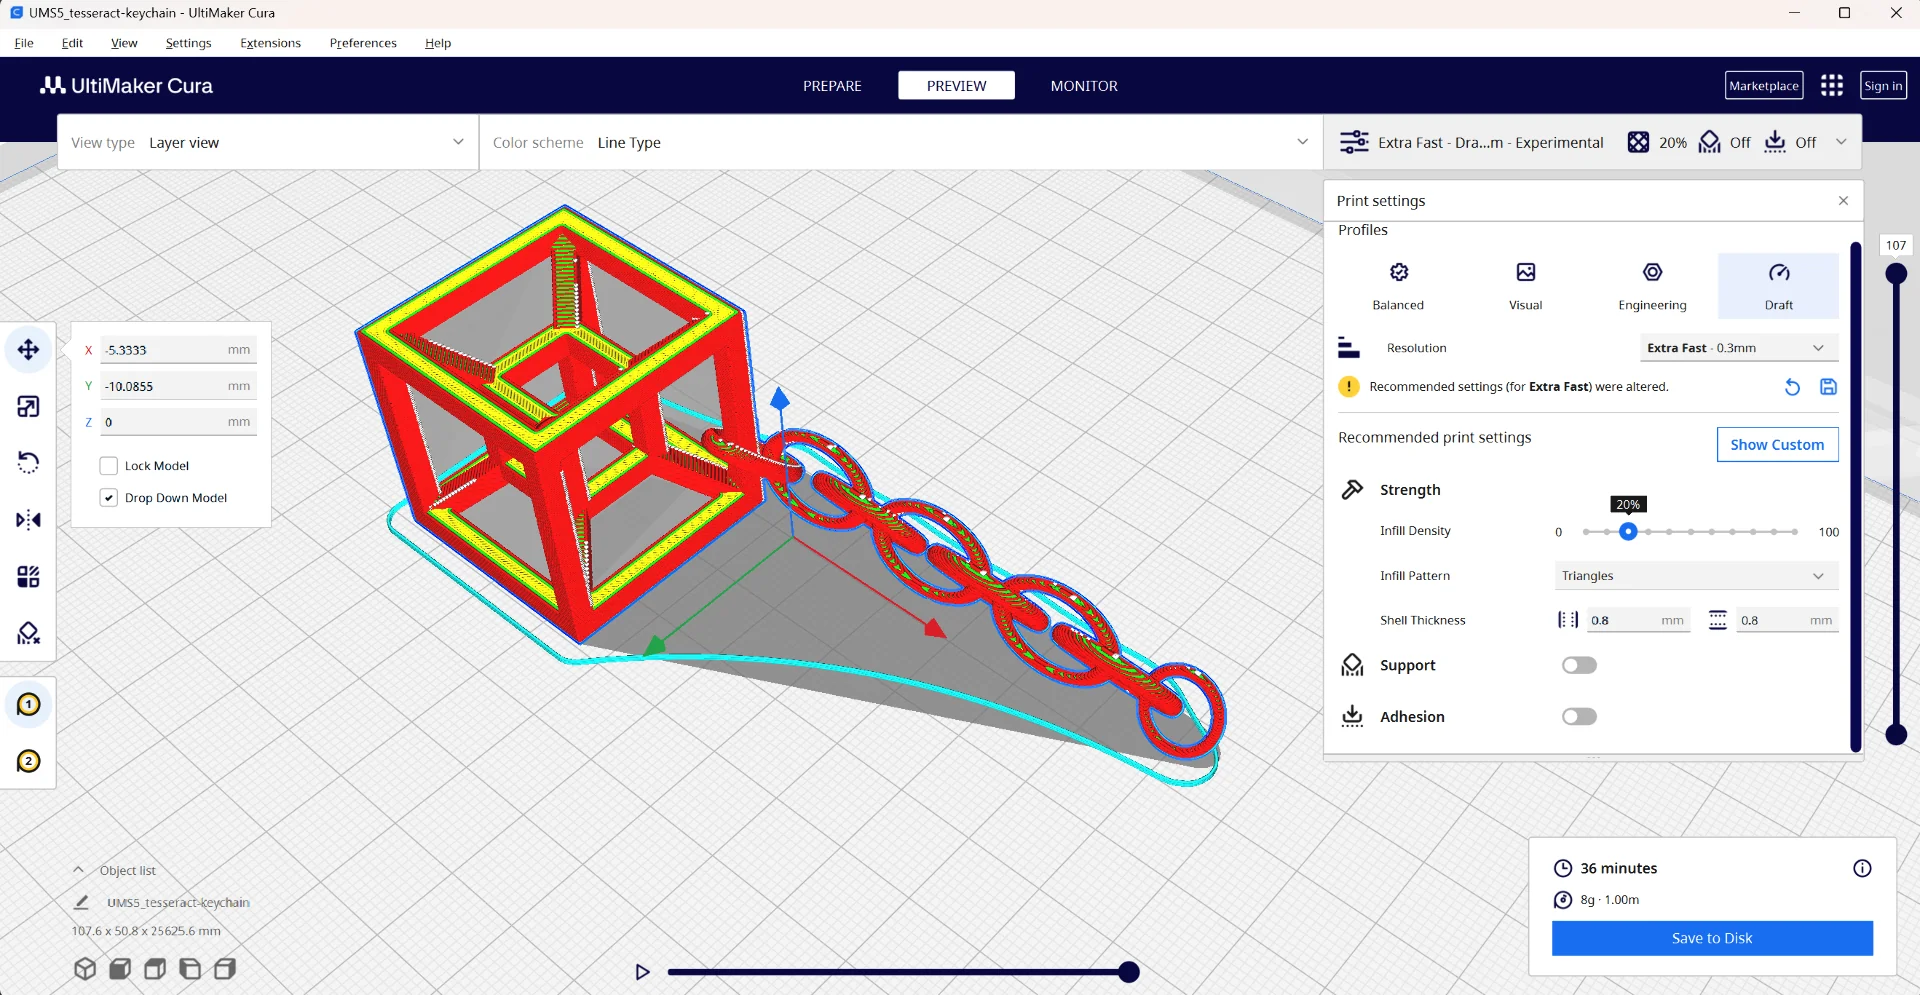 UMS5_tesseract-keychain - UltiMaker Cura
File Edit View Settings Extensions Preferences Help
UltiMaker Cura PREPARE PREVIEW MONITOR Marketplace Sign in
View type Layer view Color scheme Line Type Extra Fast - Dra...m - Experimental 20% Off Off
Print settings
Profiles
107
Balanced Visual Engineering Draft
Resolution Extra Fast - 0.3mm
Recommended settings (for Extra Fast) were altered.
Recommended print settings Show Custom
Strength
20%
Infill Density 0 100
Infill Pattern Triangles
Shell Thickness 0.8 mm 0.8 mm
Support
Adhesion
X -5.3333 mm
Y -10.0855 mm
Z 0 mm
Lock Model
Drop Down Model
1
2
Object list
UMS5_tesseract-keychain
107.6 x 50.8 x 25625.6 mm
36 minutes
8g · 1.00m
Save to Disk